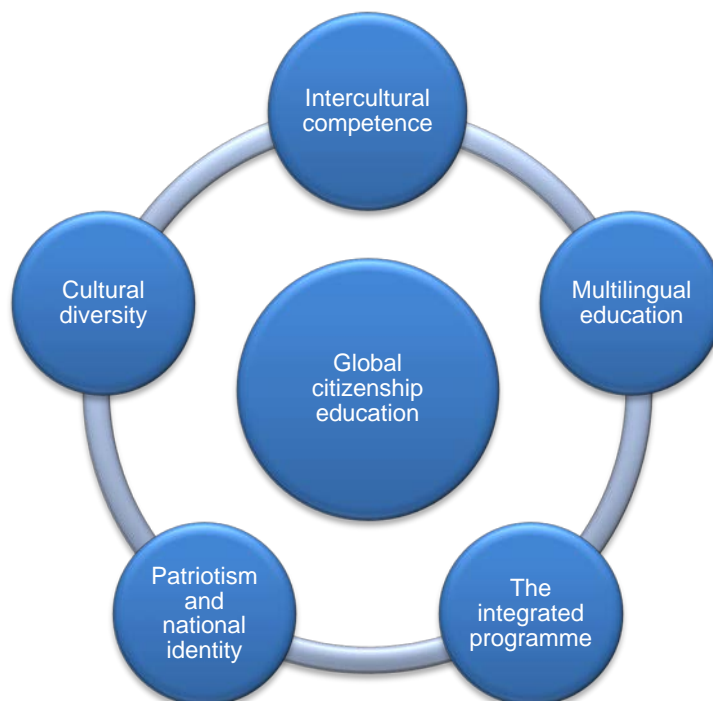 Intercultural
competence
Multilingual
education
The
integrated
programme
Patriotism
and
national
identity
Cultural
diversity
Global
citizenship
education